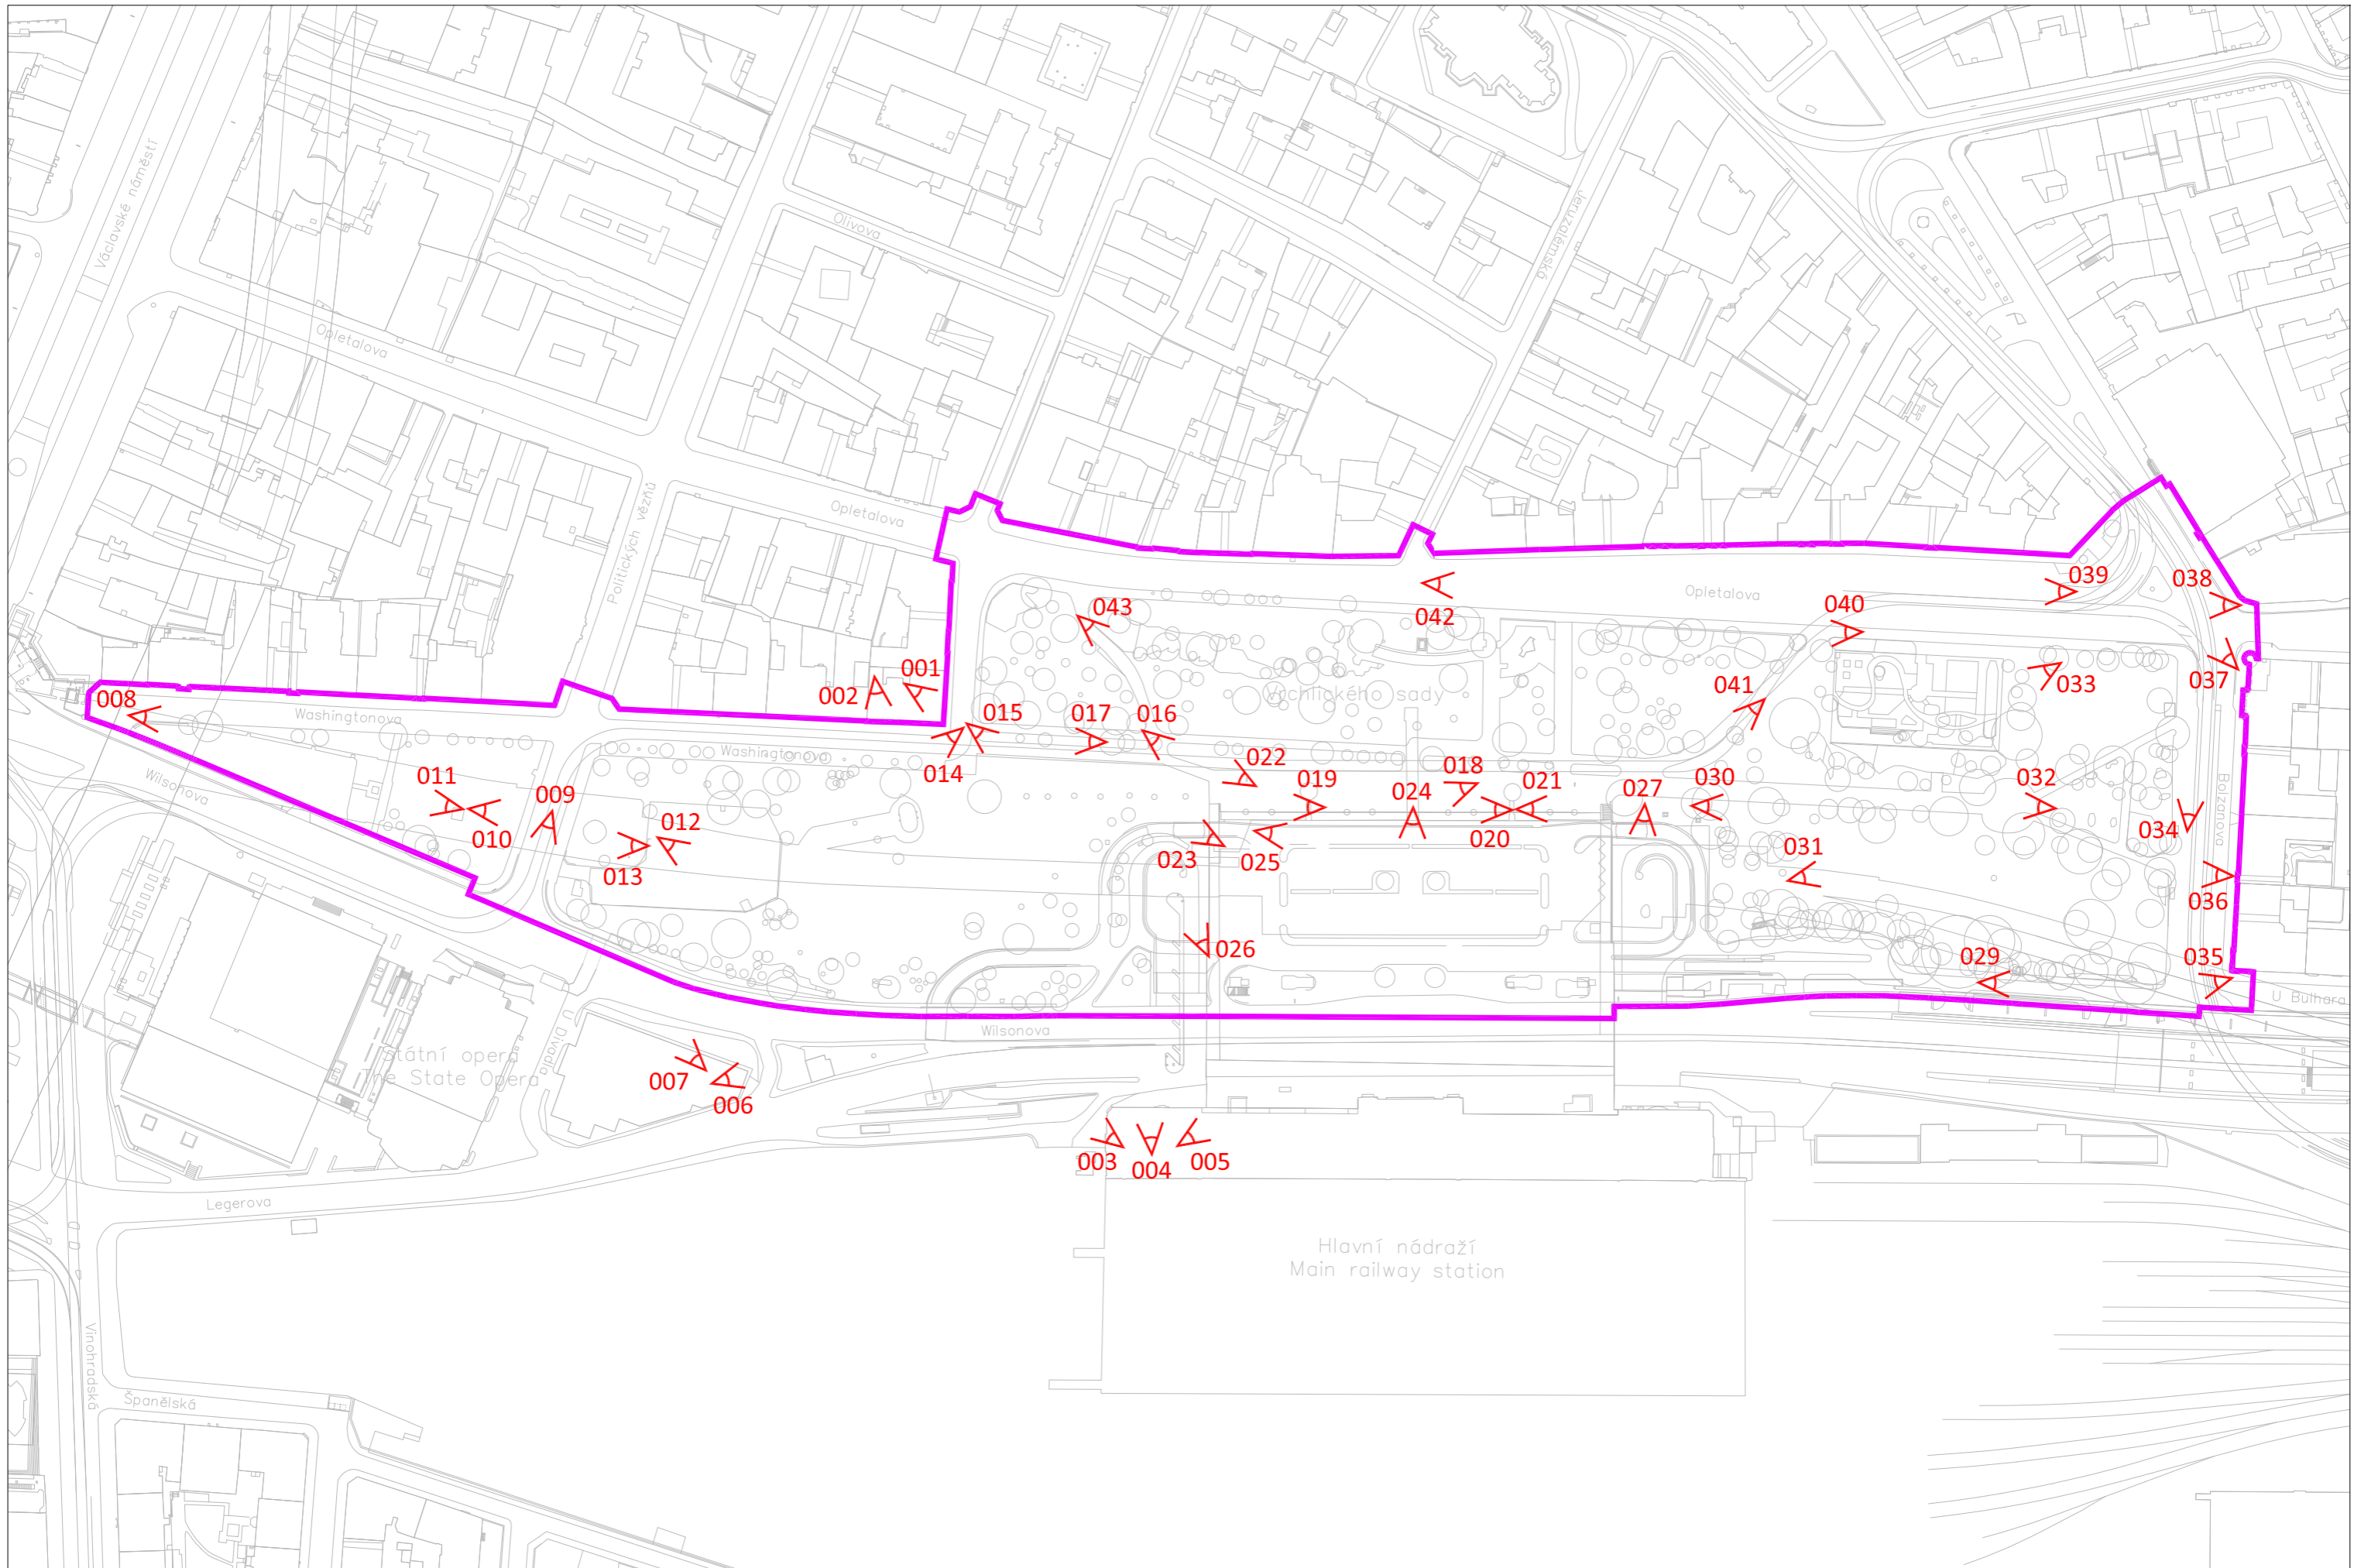 Václavské náměstí
Olivova
Jeruzalémská
Opletalova
Politických vězňů
Opletalova
039
038
Opletalova
043
042
040
001
002
033
037
008
Vrchlického sady
041
Washingtonova
015
017
016
Washingtonova
014
022
Wilsonova
011
018
032
019
030
021
009
024
027
Bolzanova
010
012
020
034
023
025
031
013
036
026
029
035
U Bulhara
Wilsonova
U Divadla
Státní opera
The State Opera
007
006
003
004
005
Legerova
Hlavní nádraží
Main railway station
Vinohradská
Španělská